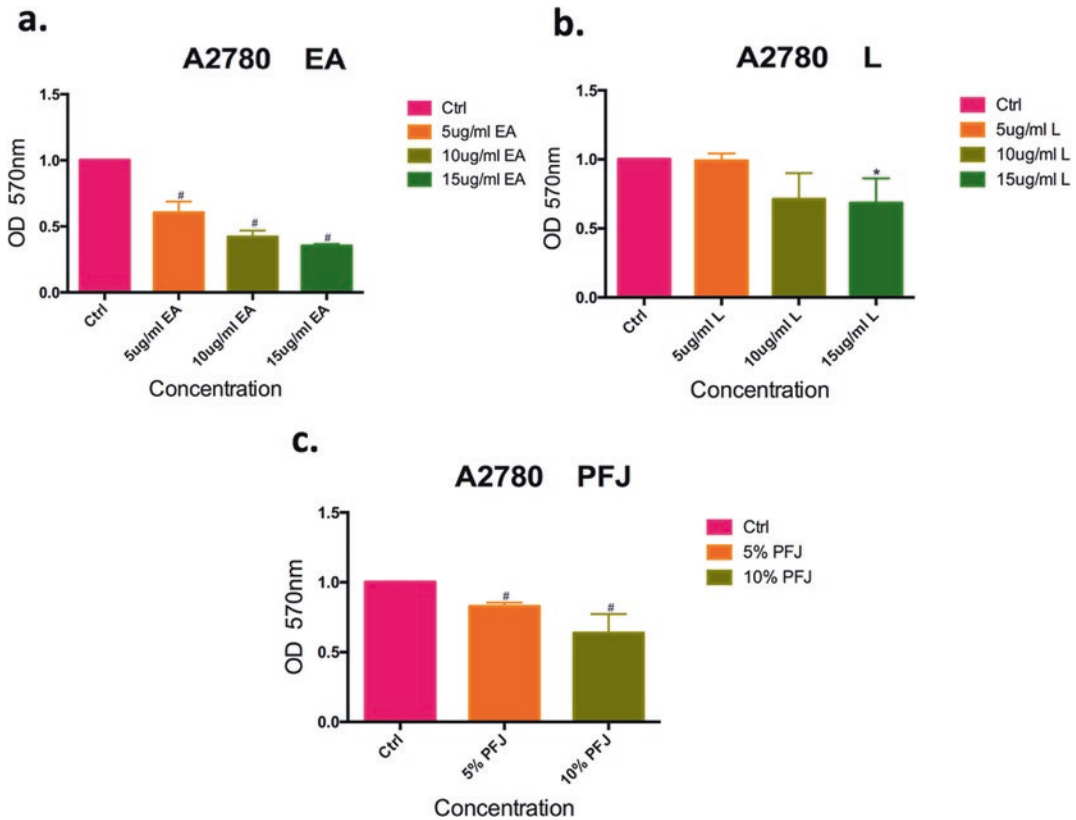 a.
A2780 EA
1.5
1.0
0.5
0.0
OD 570nm
#
#
#
Ctrl
5ug/ml EA
10ug/ml EA
15ug/ml EA
Concentration
Ctrl
5ug/ml EA
10ug/ml EA
15ug/ml EA
b.
A2780 L
1.5
1.0
0.5
0.0
OD 570nm
*
Ctrl
5ug/ml L
10ug/ml L
15ug/ml L
Concentration
Ctrl
5ug/ml L
10ug/ml L
15ug/ml L
c.
A2780 PFJ
1.5
1.0
0.5
0.0
OD 570nm
#
#
Ctrl
5% PFJ
10% PFJ
Concentration
Ctrl
5% PFJ
10% PFJ